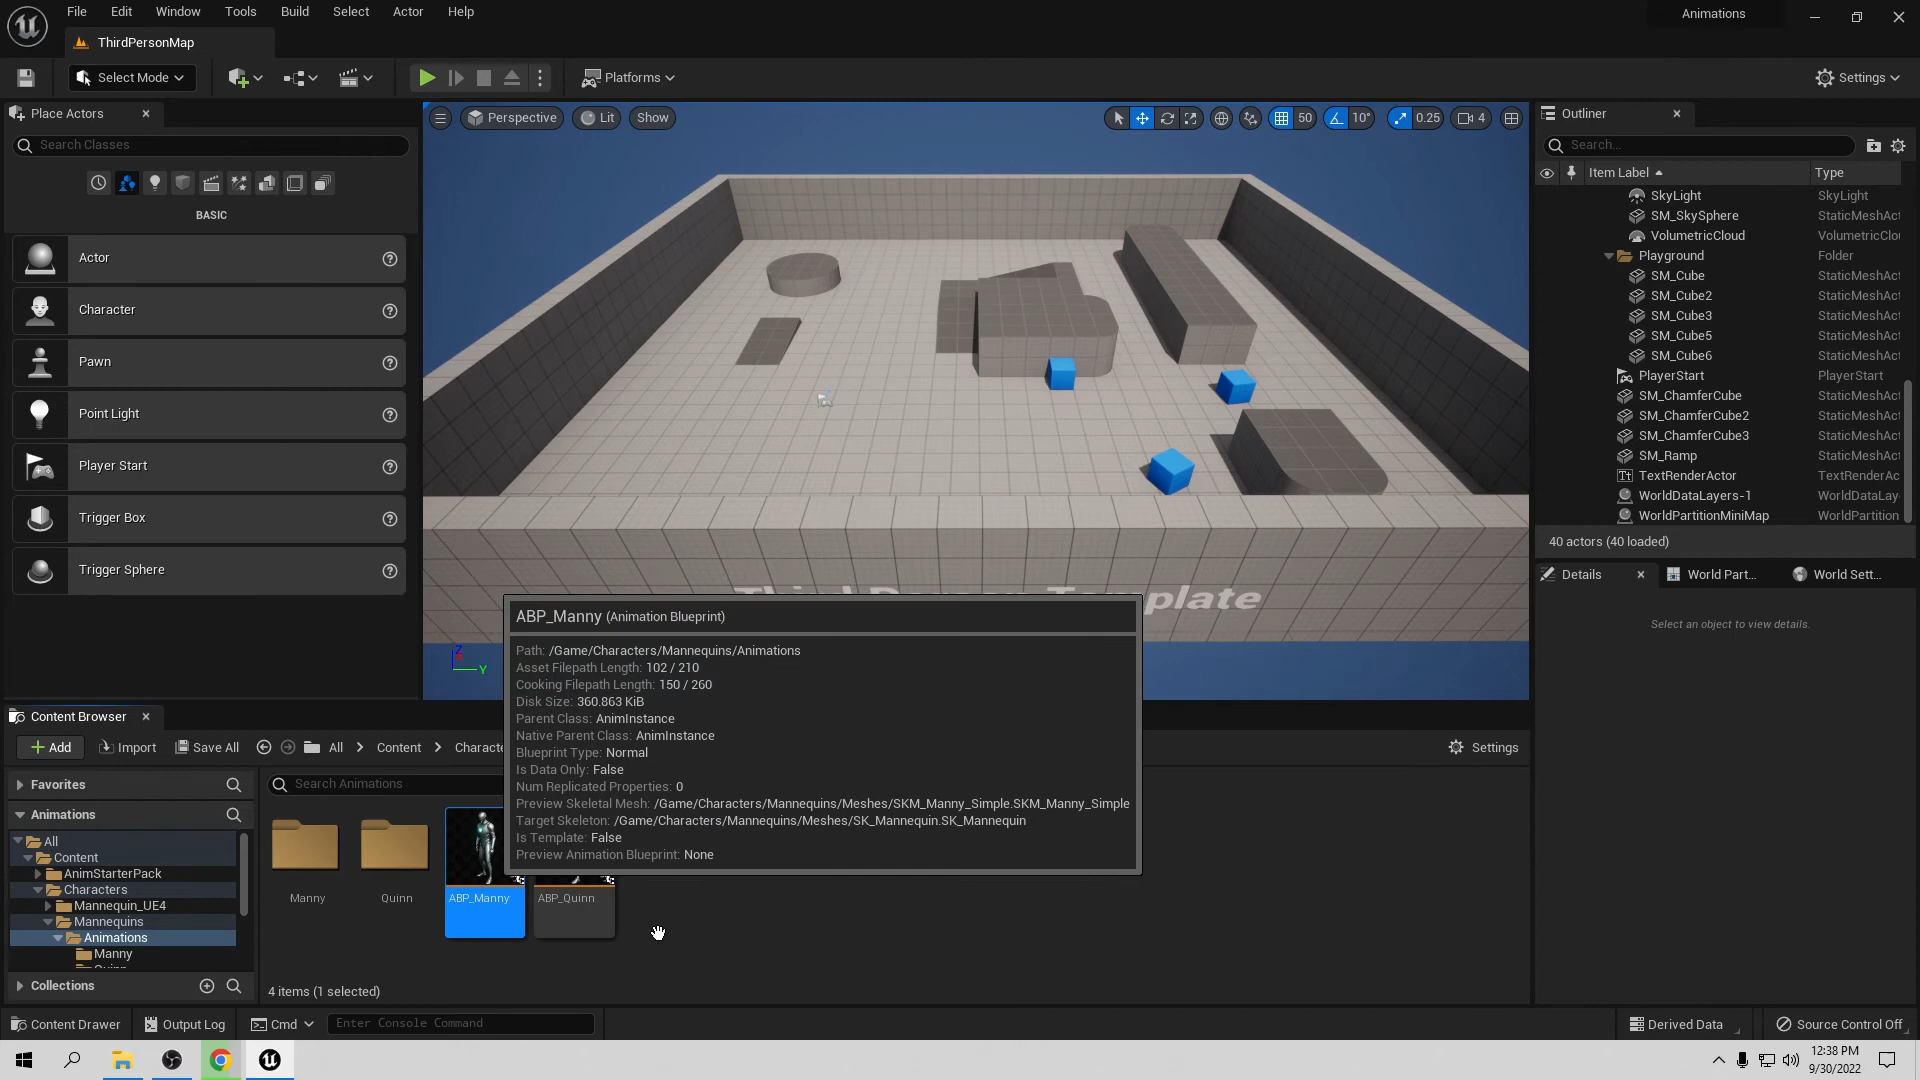 File Edit Window Tools Build Select Actor Help
Animations
ThirdPersonMap
Select Mode
Platforms
Settings
Place Actors
Search Classes
BASIC
Actor
Character
Pawn
Point Light
Player Start
Trigger Box
Trigger Sphere
Perspective Lit Show
50 10° 0.25 4
Outliner
Search...
Item Label Type
SkyLight SkyLight
SM_SkySphere StaticMeshAct
VolumetricCloud VolumetricClou
Playground Folder
SM_Cube StaticMeshAct
SM_Cube2 StaticMeshAct
SM_Cube3 StaticMeshAct
SM_Cube5 StaticMeshAct
SM_Cube6 StaticMeshAct
PlayerStart PlayerStart
SM_ChamferCube StaticMeshAct
SM_ChamferCube2 StaticMeshAct
SM_ChamferCube3 StaticMeshAct
SM_Ramp StaticMeshAct
TextRenderActor TextRenderAc
WorldDataLayers-1 WorldDataLay
WorldPartitionMiniMap WorldPartition
40 actors (40 loaded)
Details World Part... World Sett...
Select an object to view details.
plate
Z
Y
ABP_Manny (Animation Blueprint)
Path: /Game/Characters/Mannequins/Animations
Asset Filepath Length: 102 / 210
Cooking Filepath Length: 150 / 260
Disk Size: 360.863 KiB
Parent Class: AnimInstance
Native Parent Class: AnimInstance
Blueprint Type: Normal
Is Data Only: False
Num Replicated Properties: 0
Preview Skeletal Mesh: /Game/Characters/Mannequins/Meshes/SKM_Manny_Simple.SKM_Manny_Simple
Target Skeleton: /Game/Characters/Mannequins/Meshes/SK_Mannequin.SK_Mannequin
Is Template: False
Preview Animation Blueprint: None
Content Browser
Add Import Save All All Content Characte
Settings
Favorites
Animations
All
Content
AnimStarterPack
Characters
Mannequin_UE4
Mannequins
Animations
Manny
Collections
Search Animations
Manny Quinn ABP_Manny ABP_Quinn
4 items (1 selected)
Content Drawer Output Log Cmd Enter Console Command
Derived Data Source Control Off
12:38 PM
9/30/2022